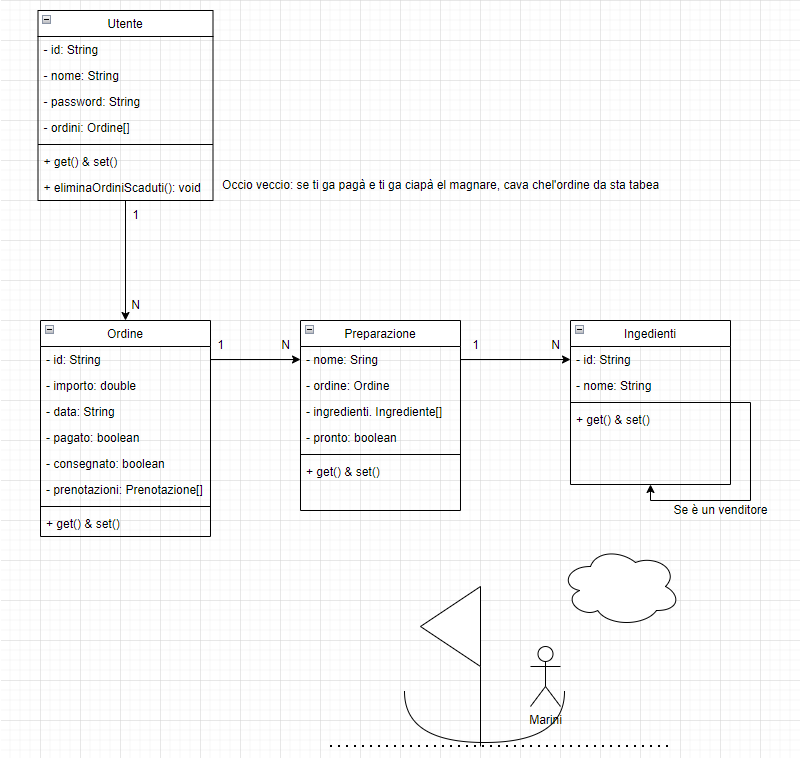 Utente
- id: String
- nome: String
- password: String
- ordini: Ordine[]
+ get() & set()
+ eliminaOrdiniScaduti(): void
Occio veccio: se ti ga pagà e ti ga ciapà el magnare, cava chel'ordine da sta tabea
1
N
Ordine
- id: String
- importo: double
- data: String
- pagato: boolean
- consegnato: boolean
- prenotazioni: Prenotazione[]
+ get() & set()
1
N
Preparazione
- nome: Sring
- ordine: Ordine
- ingredienti. Ingrediente[]
- pronto: boolean
+ get() & set()
1
N
Ingedienti
- id: String
- nome: String
+ get() & set()
Se è un venditore
Marini